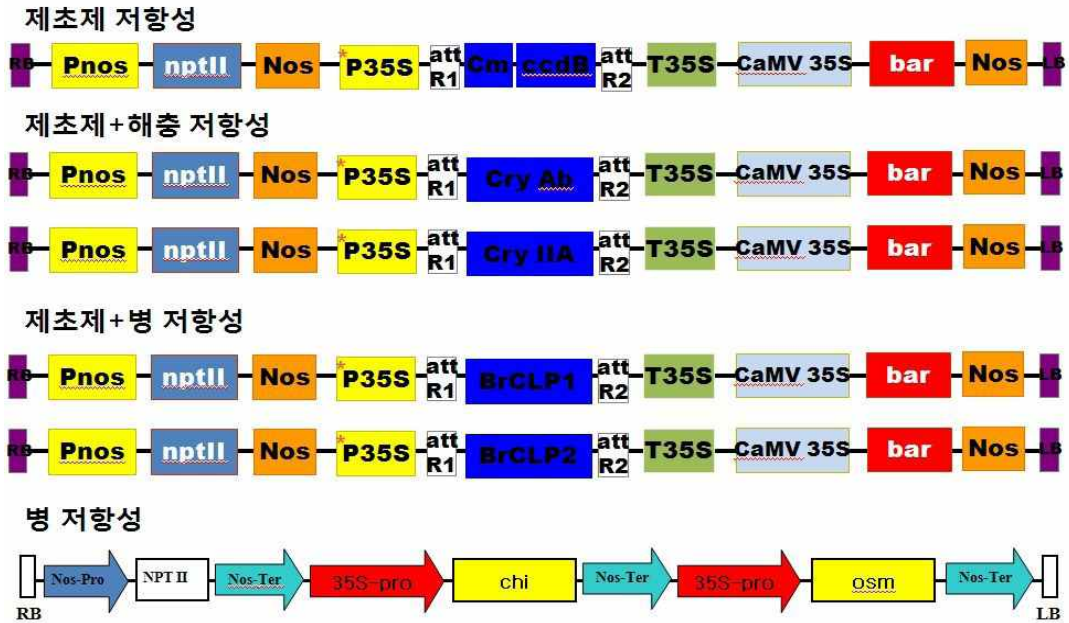 제초제 저항성
RB Pnos nptII Nos *P35S att R1 Cm ccdB att R2 T35S CaMV 35S bar Nos LB
제초제+해충 저항성
RB Pnos nptII Nos *P35S att R1 Cry Ab att R2 T35S CaMV 35S bar Nos LB
RB Pnos nptII Nos *P35S att R1 Cry IIA att R2 T35S CaMV 35S bar Nos LB
제초제+병 저항성
RB Pnos nptII Nos *P35S att R1 BrCLP1 att R2 T35S CaMV 35S bar Nos LB
RB Pnos nptII Nos *P35S att R1 BrCLP2 att R2 T35S CaMV 35S bar Nos LB
병 저항성
Nos-Pro NPT II Nos-Ter 35S-pro chi Nos-Ter 35S-pro osm Nos-Ter
RB LB